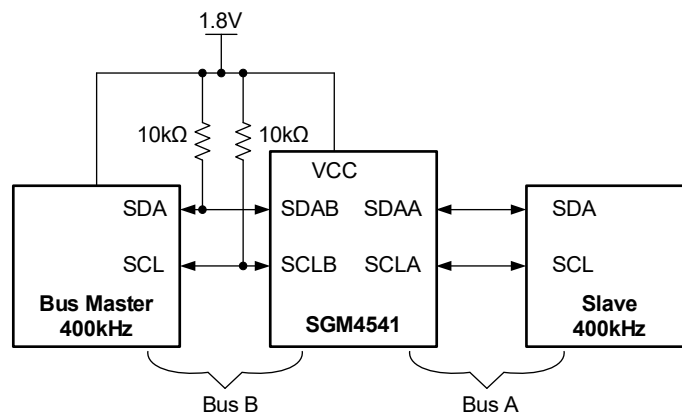 1.8V
10kΩ
10kΩ
VCC
SDA
SDAB
SDAA
SDA
SCL
SCLB
SCLA
SCL
Bus Master
400kHz
SGM4541
Slave
400kHz
Bus B
Bus A